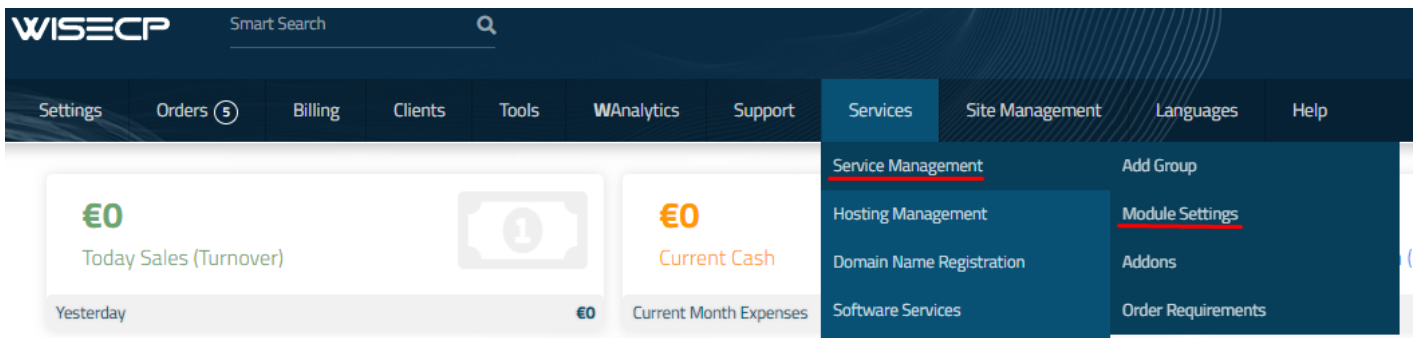 WISECP Smart Search
Settings Orders 5 Billing Clients Tools WAnalytics Support Services Site Management Languages Help
Service Management Add Group
€0 €0 Hosting Management Module Settings
Today Sales (Turnover) Current Cash Domain Name Registration Addons (
Yesterday €0 Current Month Expenses Software Services Order Requirements